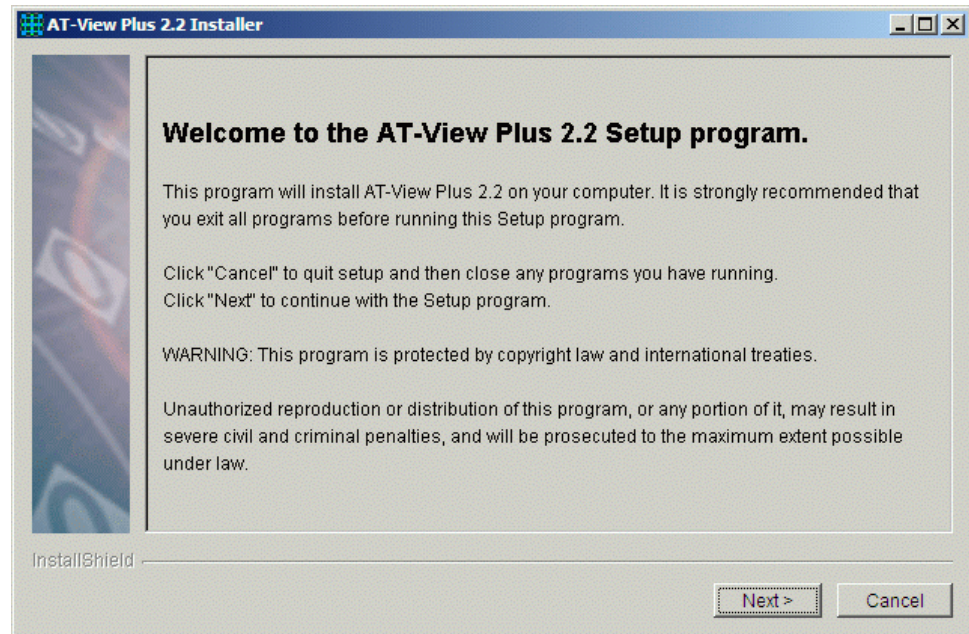 AT-View Plus 2.2 Installer
Welcome to the AT-View Plus 2.2 Setup program.
This program will install AT-View Plus 2.2 on your computer. It is strongly recommended that
you exit all programs before running this Setup program.
Click "Cancel" to quit setup and then close any programs you have running.
Click "Next" to continue with the Setup program.
WARNING: This program is protected by copyright law and international treaties.
Unauthorized reproduction or distribution of this program, or any portion of it, may result in
severe civil and criminal penalties, and will be prosecuted to the maximum extent possible
under law.
InstallShield
Next >
Cancel